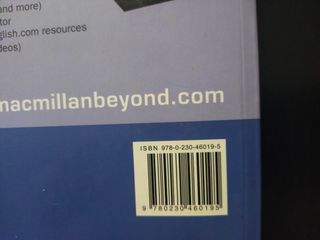 and more)
tor
glish.com resources
deos)
macmillanbeyond.com
ISBN 978-0-230-46019-5
9 780230 460195